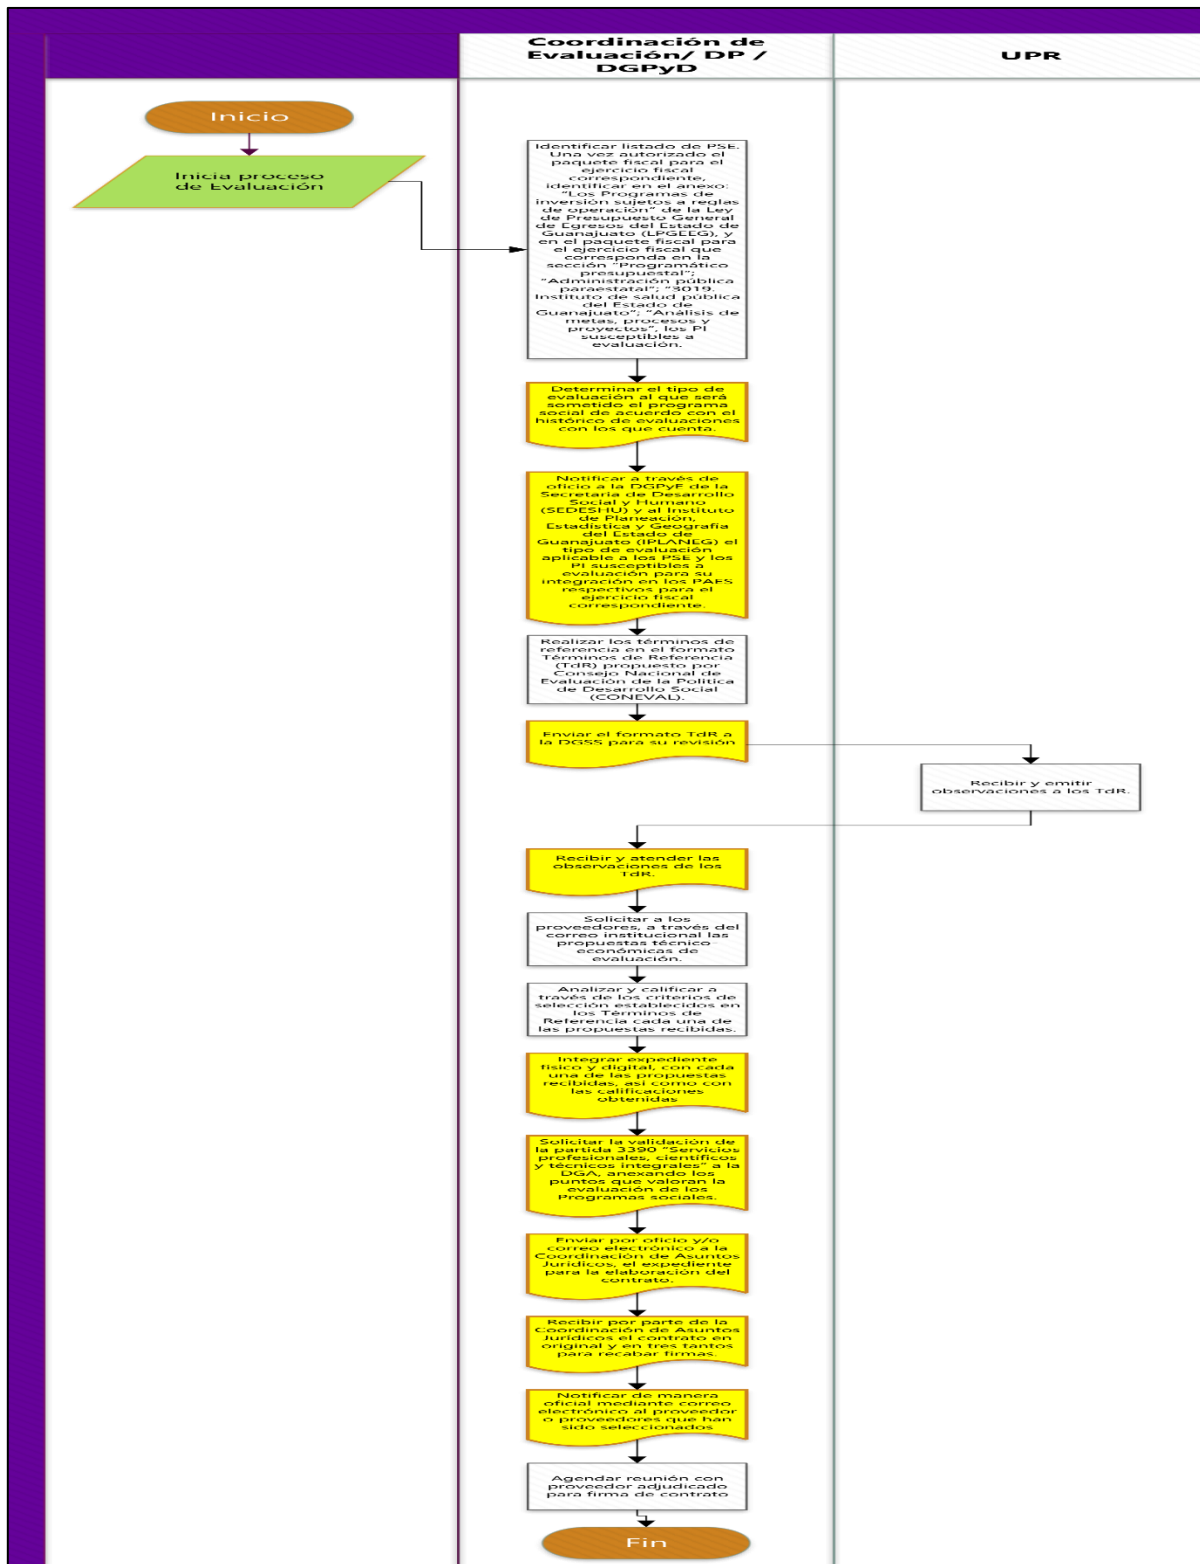 Coordinación de
Evaluación/ DP /
DGPyD
UPR
Inicio
Inicia proceso
de Evaluación
Identificar listado de PSE.
Una vez autorizado el
paquete fiscal para el
ejercicio fiscal
correspondiente,
identificar en el anexo:
"Los Programas de
inversión sujetos a reglas
de operación" de la Ley
de Presupuesto General
de Egresos del Estado de
Guanajuato (LPGEEG), y
en el paquete fiscal para
el ejercicio fiscal que
corresponda en la
sección "Programático
presupuestal";
"Administración pública
paraestatal"; "3019.
Instituto de salud pública
del Estado de
Guanajuato"; "Análisis de
metas, procesos y
proyectos", los PI
susceptibles a
evaluación.
Determinar el tipo de
evaluación al que será
sometido el programa
social de acuerdo con el
histórico de evaluaciones
con los que cuenta.
Notificar a través de
oficio a la DGPyE de la
Secretaria de Desarrollo
Social y Humano
(SEDESHU) y al Instituto
de Planeación,
Estadística y Geografía
del Estado de
Guanajuato (IPLANEG) el
tipo de evaluación
aplicable a los PSE y los
PI susceptibles a
evaluación para su
integración en los PAES
respectivos para el
ejercicio fiscal
correspondiente.
Realizar los términos de
referencia en el formato
Términos de Referencia
(TdR) propuesto por
Consejo Nacional de
Evaluación de la Política
de Desarrollo Social
(CONEVAL).
Enviar el formato TdR a
la DGSS para su revisión
Recibir y emitir
observaciones a los TdR.
Recibir y atender las
observaciones de los
TdR.
Solicitar a los
proveedores, a través del
correo institucional las
propuestas técnico-
económicas de
evaluación.
Analizar y calificar a
través de los criterios de
selección establecidos en
los Términos de
Referencia cada una de
las propuestas recibidas.
Integrar expediente
físico y digital, con cada
una de las propuestas
recibidas, así como con
las calificaciones
obtenidas
Solicitar la validación de
la partida 3390 "Servicios
profesionales, científicos
y técnicos integrales" a la
DGA, anexando los
puntos que valoran la
evaluación de los
Programas sociales.
Enviar por oficio y/o
correo electrónico a la
Coordinación de Asuntos
Jurídicos, el expediente
para la elaboración del
contrato.
Recibir por parte de la
Coordinación de Asuntos
Jurídicos el contrato en
original y en tres tantos
para recabar firmas.
Notificar de manera
oficial mediante correo
electrónico al proveedor
o proveedores que han
sido seleccionados
Agendar reunión con
proveedor adjudicado
para firma de contrato
Fin